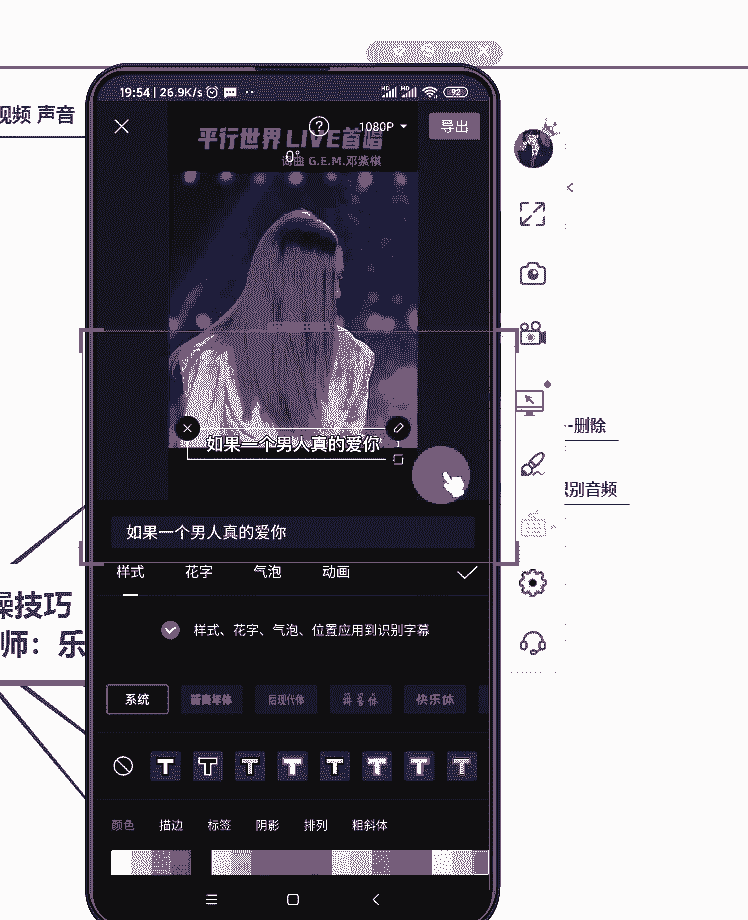 视频 声音
19:54 | 26.9K/s
92
1080P
导出
平行世界 LIVE首唱
0°
词曲 G.E.M.邓紫棋
如果一个男人真的爱你
--删除
识别音频
如果一个男人真的爱你
样式 花字 气泡 动画
操技巧
师：乐
样式、花字、气泡、位置应用到识别字幕
系统 新青年体 后现代体 拼音体 快乐体
T T T T T T T T
颜色 描边 标签 阴影 排列 粗斜体